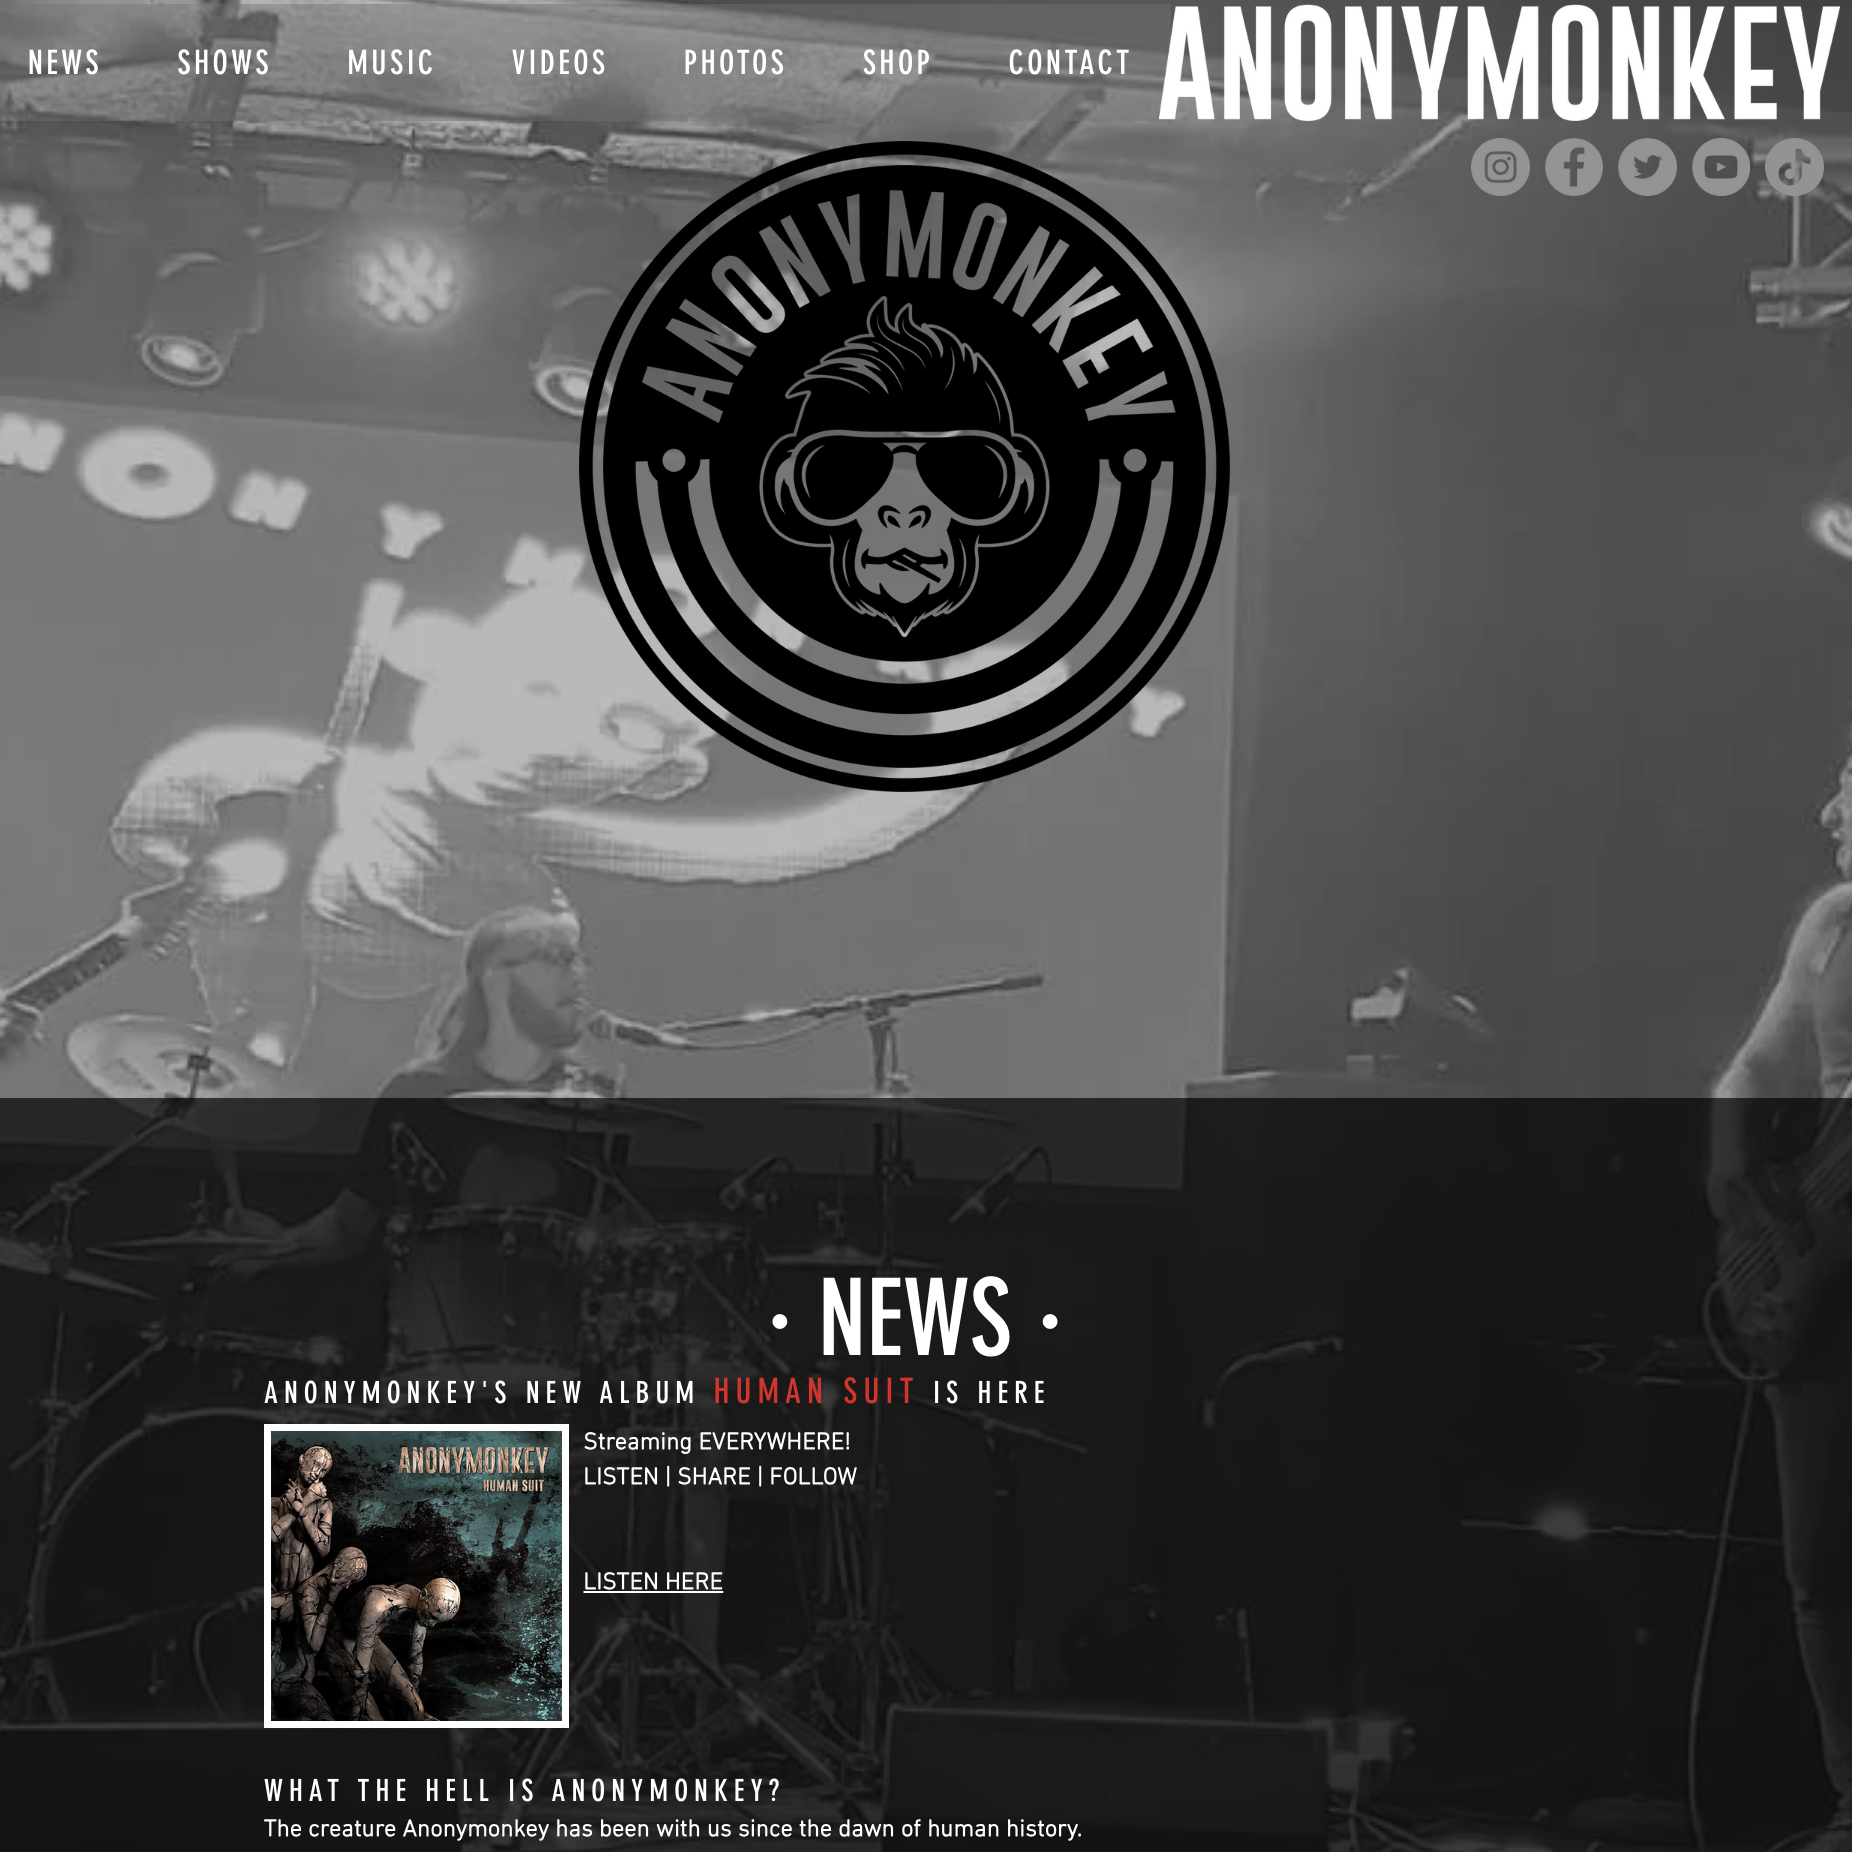 NEWS SHOWS MUSIC VIDEOS PHOTOS SHOP CONTACT
ANONYMONKEY
ANONYMONKEY
NONYMONKEY
• NEWS •
ANONYMONKEY'S NEW ALBUM HUMAN SUIT IS HERE
ANONYMONKEY
HUMAN SUIT
Streaming EVERYWHERE!
LISTEN | SHARE | FOLLOW
LISTEN HERE
WHAT THE HELL IS ANONYMONKEY?
The creature Anonymonkey has been with us since the dawn of human history.